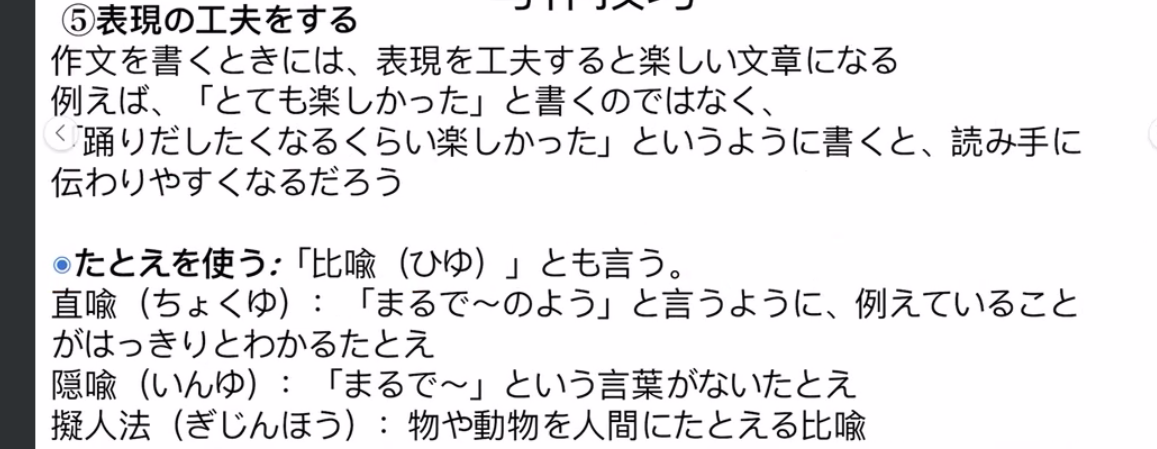 ⑤表現の工夫をする
作文を書くときには、表現を工夫すると楽しい文章になる
例えば、「とても楽しかった」と書くのではなく、
「踊りだしたくなるくらい楽しかった」というように書くと、読み手に
伝わりやすくなるだろう
◉たとえを使う:「比喩（ひゆ）」とも言う。
直喩（ちょくゆ）：「まるで～のよう」と言うように、例えていること
がはっきりとわかるたとえ
隠喩（いんゆ）：「まるで～」という言葉がないたとえ
擬人法（ぎじんほう）：物や動物を人間にたとえる比喩